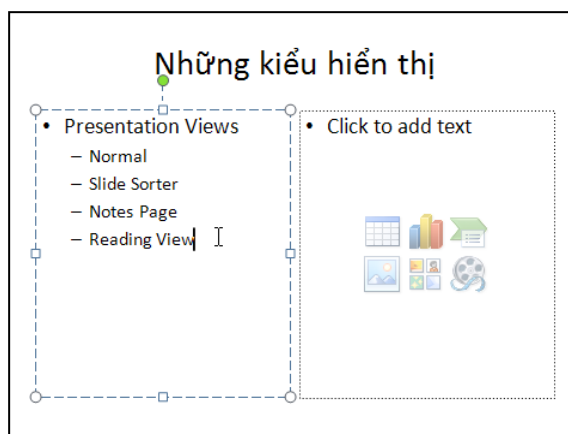 Những kiểu hiển thị
• Presentation Views
– Normal
– Slide Sorter
– Notes Page
– Reading View
• Click to add text